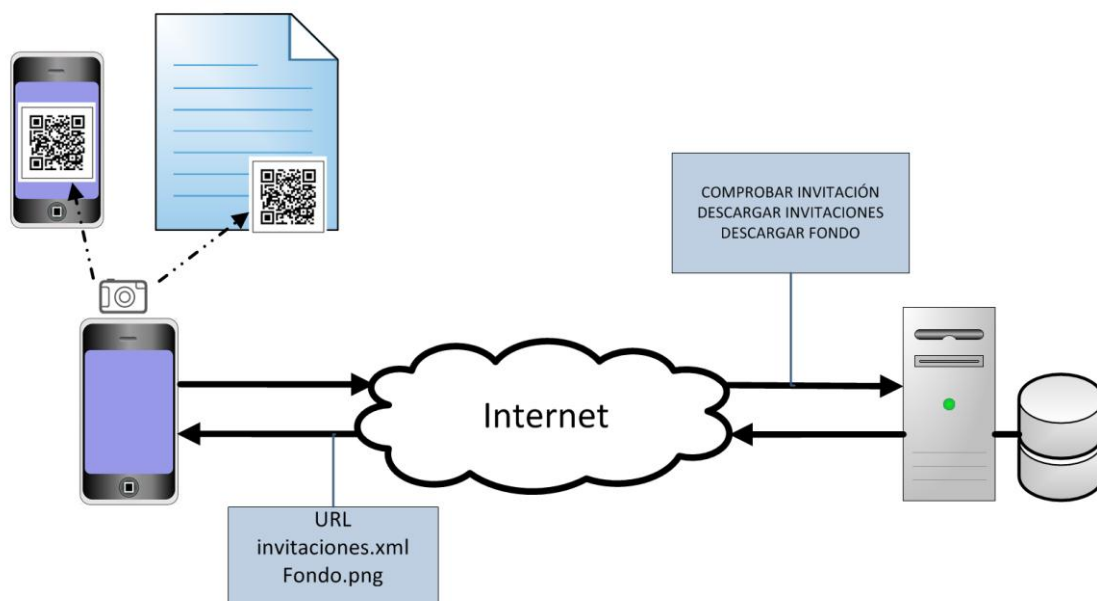 COMPROBAR INVITACIÓN
DESCARGAR INVITACIONES
DESCARGAR FONDO
Internet
URL
invitaciones.xml
Fondo.png